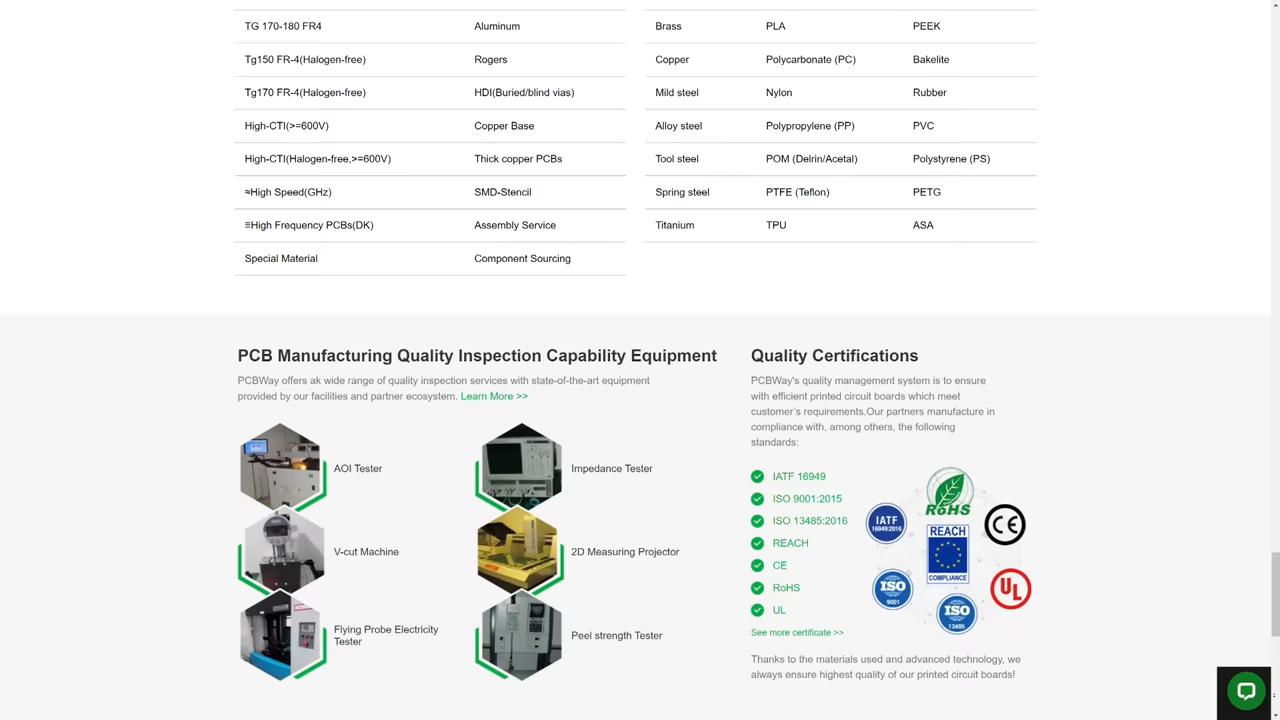 TG 170-180 FR4 Aluminum
Tg150 FR-4(Halogen-free) Rogers
Tg170 FR-4(Halogen-free) HDI(Buried/blind vias)
High-CTI(>=600V) Copper Base
High-CTI(Halogen-free,>=600V) Thick copper PCBs
≈High Speed(GHz) SMD-Stencil
≡High Frequency PCBs(DK) Assembly Service
Special Material Component Sourcing
Brass PLA PEEK
Copper Polycarbonate (PC) Bakelite
Mild steel Nylon Rubber
Alloy steel Polypropylene (PP) PVC
Tool steel POM (Delrin/Acetal) Polystyrene (PS)
Spring steel PTFE (Teflon) PETG
Titanium TPU ASA
PCB Manufacturing Quality Inspection Capability Equipment
PCBWay offers ak wide range of quality inspection services with state-of-the-art equipment
provided by our facilities and partner ecosystem. Learn More >>
AOI Tester
Impedance Tester
V-cut Machine
2D Measuring Projector
Flying Probe Electricity
Tester
Peel strength Tester
Quality Certifications
PCBWay's quality management system is to ensure
with efficient printed circuit boards which meet
customer's requirements.Our partners manufacture in
compliance with, among others, the following
standards:
IATF 16949
ISO 9001:2015
ISO 13485:2016
REACH
CE
RoHS
UL
See more certificate >>
RoHS
IATF
16949:2016
CE
REACH
COMPLIANCE
ISO
9001
UL
ISO
13485
Thanks to the materials used and advanced technology, we
always ensure highest quality of our printed circuit boards!